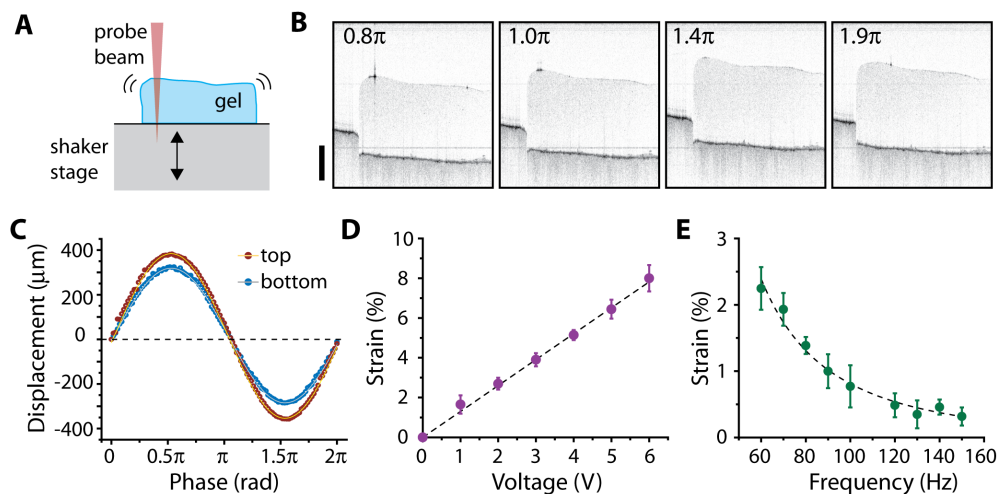 A
probe
beam
gel
shaker
stage
B
0.8π
1.0π
1.4π
1.9π
C
Displacement (μm)
400
200
0
-200
-400
top
bottom
0
0.5π
π
1.5π
2π
Phase (rad)
D
Strain (%)
10
8
6
4
2
0
0
1
2
3
4
5
6
Voltage (V)
E
Strain (%)
3
2
1
0
60
80
100
120
140
160
Frequency (Hz)